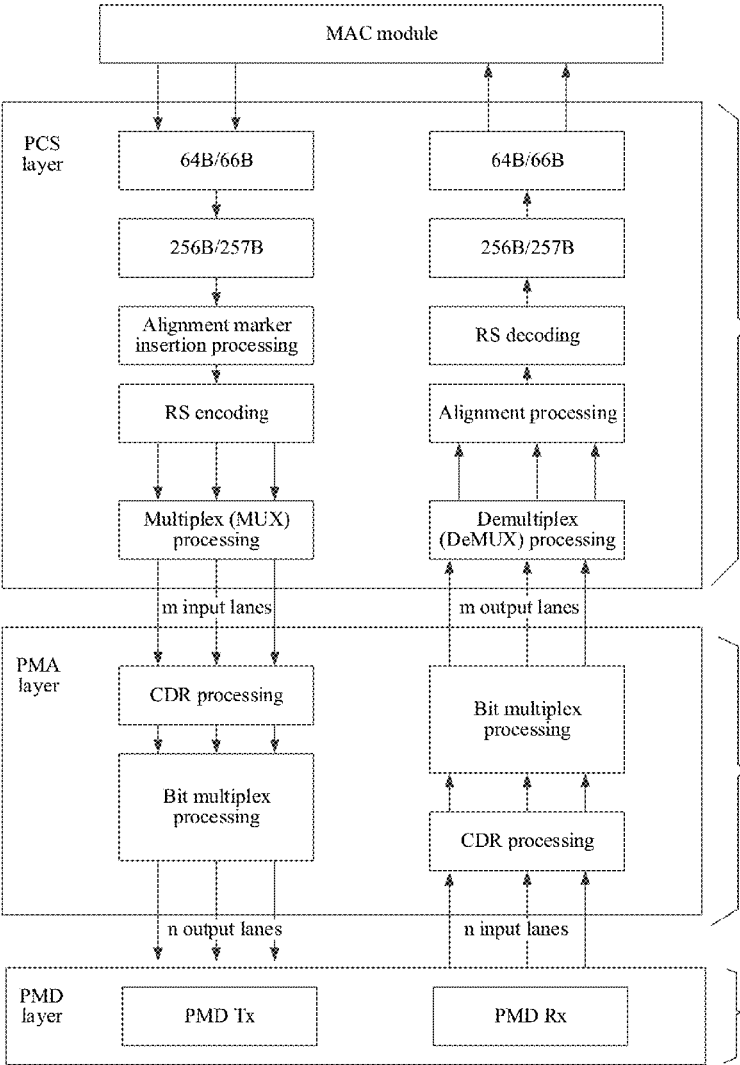 MAC module
PCS
layer
64B/66B
64B/66B
256B/257B
256B/257B
Alignment marker
insertion processing
RS decoding
RS encoding
Alignment processing
Multiplex (MUX)
processing
Demultiplex
(DeMUX) processing
m input lanes
m output lanes
PMA
layer
CDR processing
Bit multiplex
processing
Bit multiplex
processing
CDR processing
n output lanes
n input lanes
PMD
layer
PMD Tx
PMD Rx